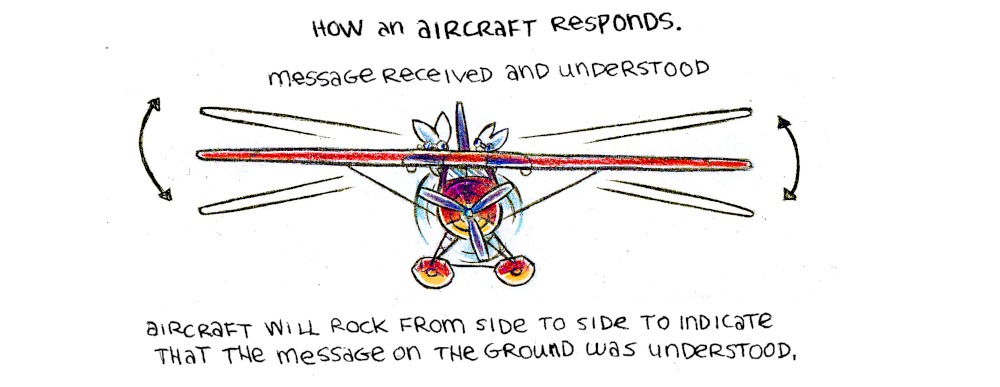 HOW an aIRCRaFT ResPONDS.
messaGe ReceIveD anD unDeRSTOOD
aIRCRaFT WILL ROCK FROM SIDe TO SIDe TO InDICaTe
THaT THe messaGe on THe GROunD was unDeRSTOOD.